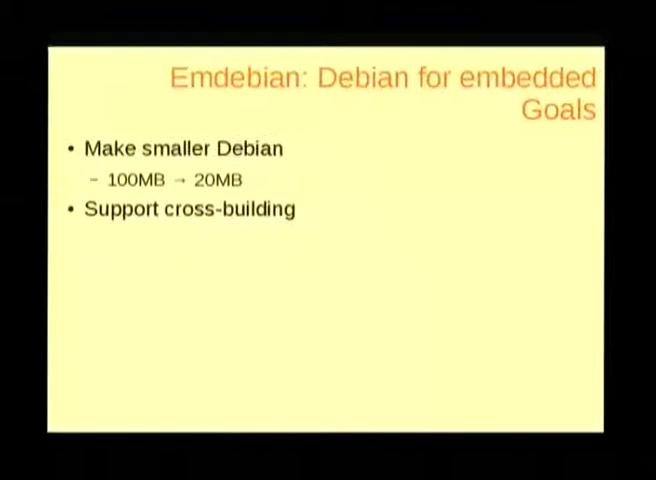 Emdebian: Debian for embedded
Goals
• Make smaller Debian
– 100MB → 20MB
• Support cross-building